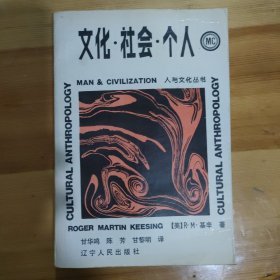 文化·社会·个人
MC
MAN & CIVILIZATION 人与文化丛书
CULTURAL ANTHROPOLOGY
CULTURAL ANTHROPOLOGY
ROGER MARTIN KEESING 【美】R·M·基辛 著
甘华鸣 陈芳 甘黎明 译
辽宁人民出版社